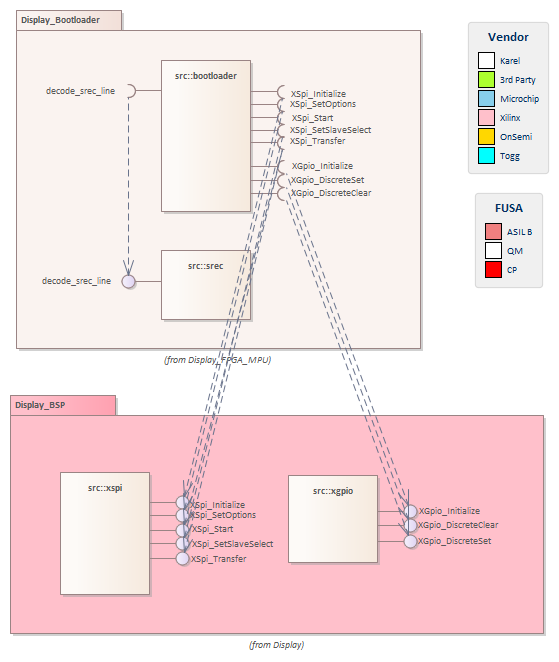 Display_Bootloader
src::bootloader
decode_srec_line
XSpi_Initialize
XSpi_SetOptions
XSpi_Start
XSpi_SetSlaveSelect
XSpi_Transfer
XGpio_Initialize
XGpio_DiscreteSet
XGpio_DiscreteClear
src::srec
decode_srec_line
(from Display_FPGA_MPU)
Vendor
Karel
3rd Party
Microchip
Xilinx
OnSemi
Togg
FUSA
ASIL B
QM
CP
Display_BSP
src::xspi
XSpi_Initialize
XSpi_SetOptions
XSpi_Start
XSpi_SetSlaveSelect
XSpi_Transfer
src::xgpio
XGpio_Initialize
XGpio_DiscreteClear
XGpio_DiscreteSet
(from Display)